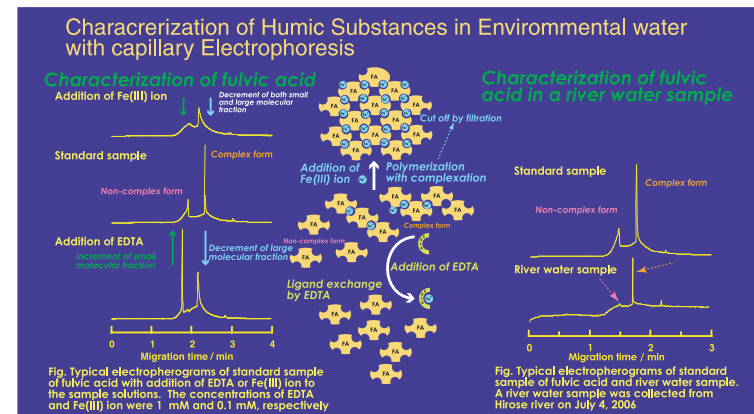 Characrerization of Humic Substances in Envirommental water
with capillary Electrophoresis
Characterization of fulvic acid
Addition of Fe(III) ion
Decrement of both small
and large molecular
fraction
Standard sample
Complex form
Non-complex form
Addition of EDTA
Increment of small
molecular fraction
Decrement of large
molecular fraction
0 1 2 3 4
Migration time / min
Fig. Typical electropherograms of standard sample
of fulvic acid with addition of EDTA or Fe(III) ion to
the sample solutions. The concentrations of EDTA
and Fe(III) ion were 1 mM and 0.1 mM, respectively
FA
Cut off by filtration
Addition of
Fe(III) ion
Polymerization
with complexation
Non-complex form
Complex form
Addition of EDTA
Ligand exchange
by EDTA
Characterization of fulvic
acid in a river water sample
Standard sample
Complex form
Non-complex form
River water sample
0 1 2 3
Migration time / min
Fig. Typical electropherograms of standard
sample of fulvic acid and river water sample.
A river water sample was collected from
Hirose river on July 4, 2006